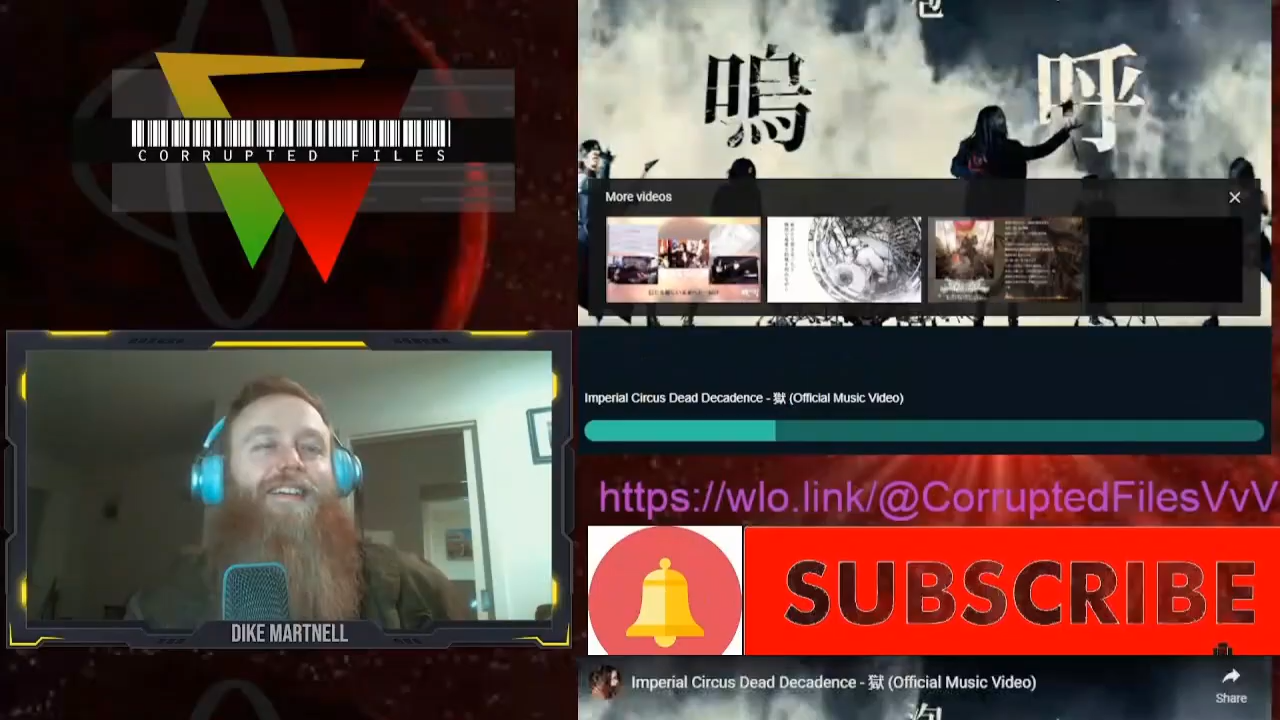 CORRUPTED FILES
DIKE MARTNELL
嗚 呼
More videos
Imperial Circus Dead Decadence - 獄 (Official Music Video)
https://wlo.link/@CorruptedFilesVvV
SUBSCRIBE
Imperial Circus Dead Decadence - 獄 (Official Music Video)
Share